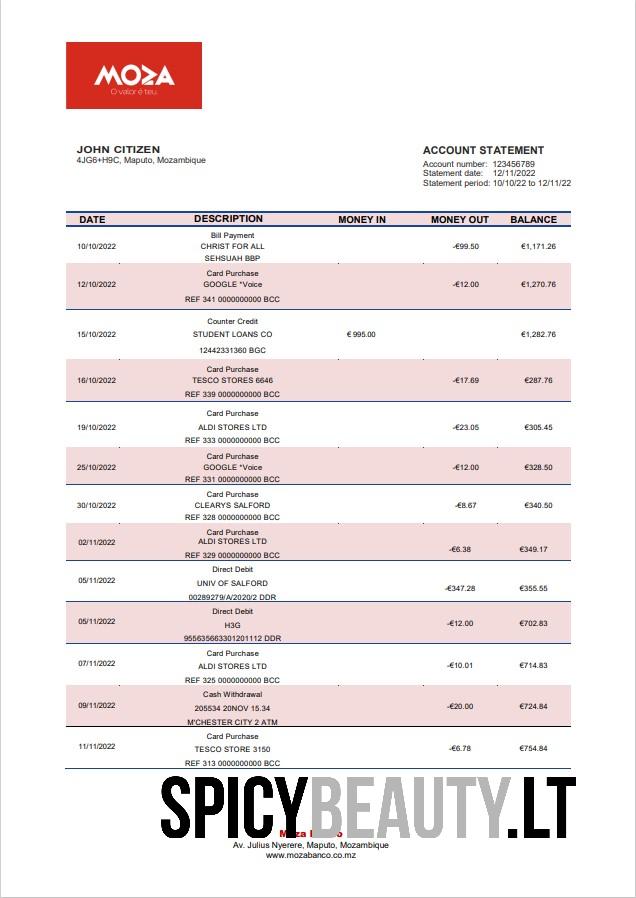 MOZA
O valor é teu.
JOHN CITIZEN
4JG6+H9C, Maputo, Mozambique
ACCOUNT STATEMENT
Account number: 123456789
Statement date: 12/11/2022
Statement period: 10/10/22 to 12/11/22
DATE DESCRIPTION MONEY IN MONEY OUT BALANCE
Bill Payment
10/10/2022 CHRIST FOR ALL -€99.50 €1,171.26
SEHSUAH BBP
Card Purchase
12/10/2022 GOOGLE *Voice -€12.00 €1,270.76
REF 341 0000000000 BCC
Counter Credit
15/10/2022 STUDENT LOANS CO € 995.00 €1,282.76
12442331360 BGC
Card Purchase
16/10/2022 TESCO STORES 6646 -€17.69 €287.76
REF 339 0000000000 BCC
Card Purchase
19/10/2022 ALDI STORES LTD -€23.05 €305.45
REF 333 0000000000 BCC
Card Purchase
25/10/2022 GOOGLE *Voice -€12.00 €328.50
REF 331 0000000000 BCC
Card Purchase
30/10/2022 CLEARYS SALFORD -€8.67 €340.50
REF 328 0000000000 BCC
Card Purchase
02/11/2022 ALDI STORES LTD -€6.38 €349.17
REF 329 0000000000 BCC
Direct Debit
05/11/2022 UNIV OF SALFORD -€347.28 €355.55
00289279/A/2020/2 DDR
Direct Debit
05/11/2022 H3G -€12.00 €702.83
955635663301201112 DDR
Card Purchase
07/11/2022 ALDI STORES LTD -€10.01 €714.83
REF 325 0000000000 BCC
Cash Withdrawal
09/11/2022 205534 20NOV 15.34 -€20.00 €724.84
M'CHESTER CITY 2 ATM
Card Purchase
11/11/2022 TESCO STORE 3150 -€6.78 €754.84
REF 313 0000000000 BCC
SPICYBEAUTY.LT
Moza
Av. Julius Nyerere, Maputo, Mozambique
www.mozabanco.co.mz